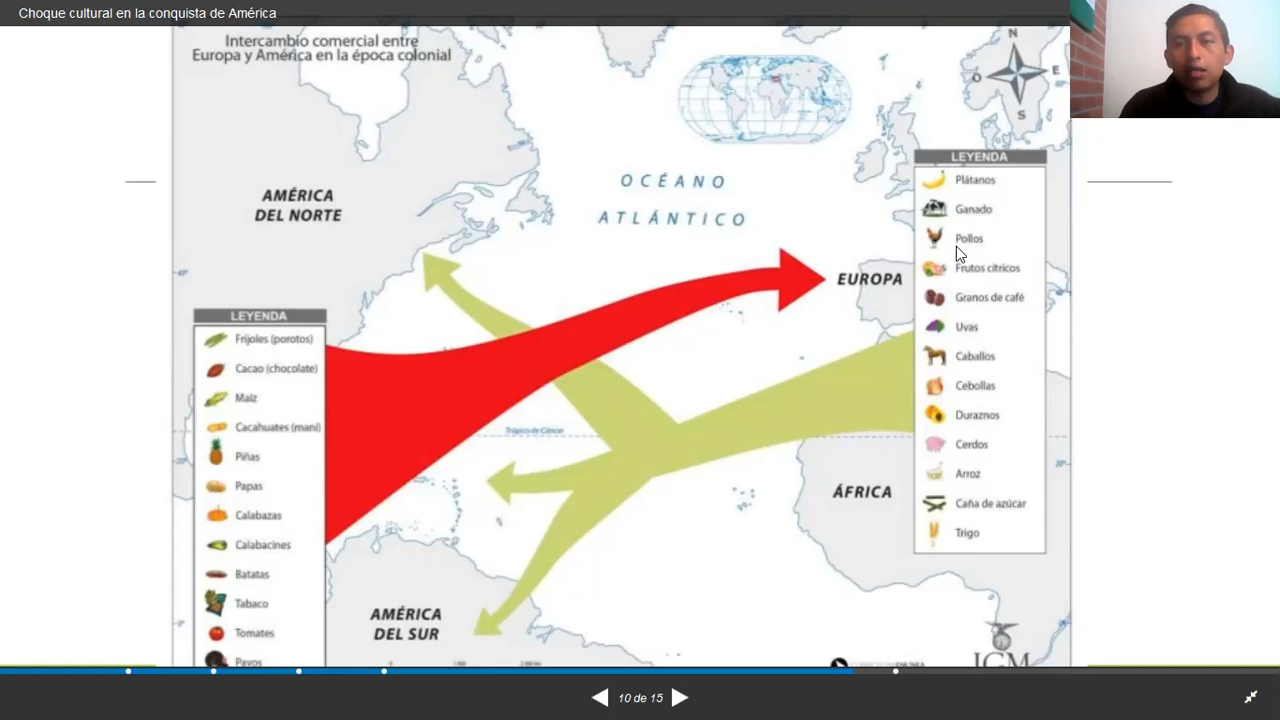 Choque cultural en la conquista de América
Intercambio comercial entre
Europa y América en la época colonial
N
O
E
S
OCÉANO
ATLÁNTICO
AMÉRICA
DEL NORTE
EUROPA
Trópico de Cáncer
ÁFRICA
AMÉRICA
DEL SUR
LEYENDA
Frijoles (porotos)
Cacao (chocolate)
Maíz
Cacahuates (maní)
Piñas
Papas
Calabazas
Calabacines
Batatas
Tabaco
Tomates
Pavos
LEYENDA
Plátanos
Ganado
Pollos
Frutos cítricos
Granos de café
Uvas
Caballos
Cebollas
Duraznos
Cerdos
Arroz
Caña de azúcar
Trigo
IGM
10 de 15